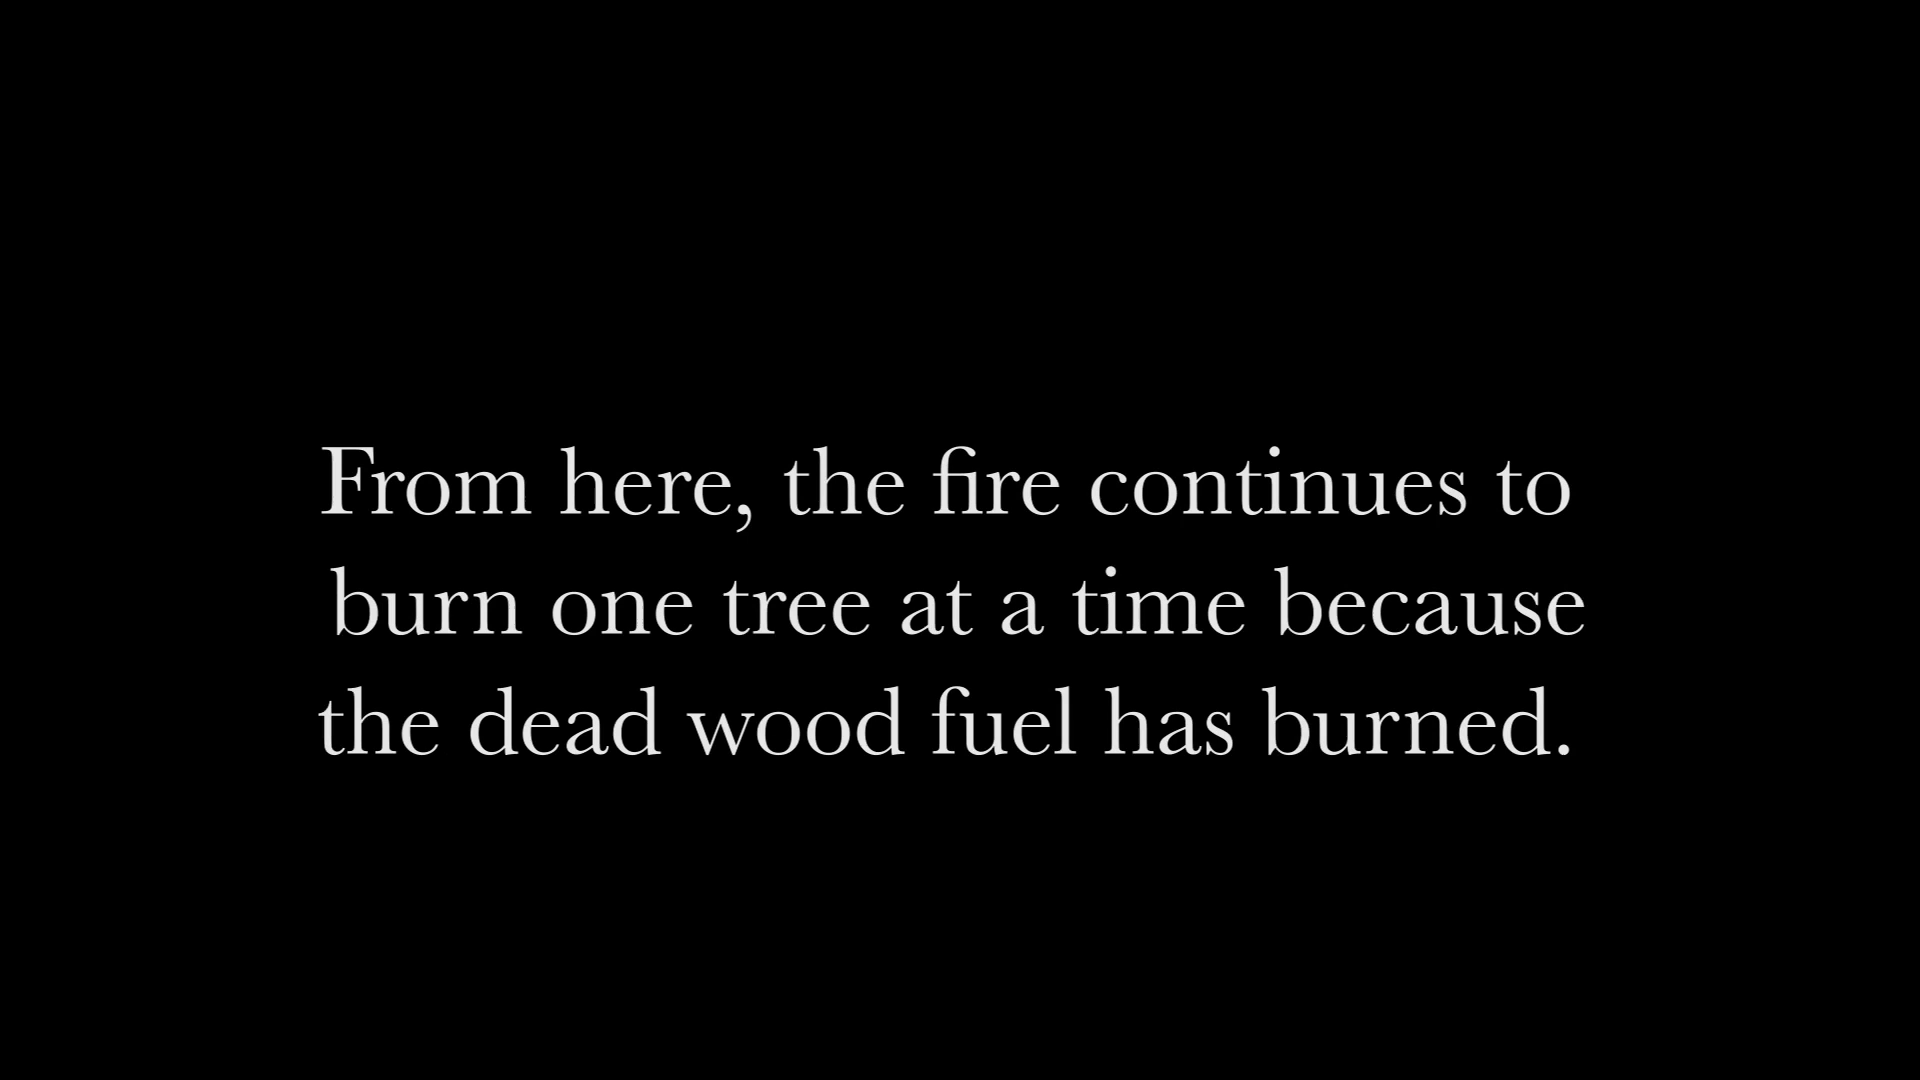 From here, the fire continues to
burn one tree at a time because
the dead wood fuel has burned.